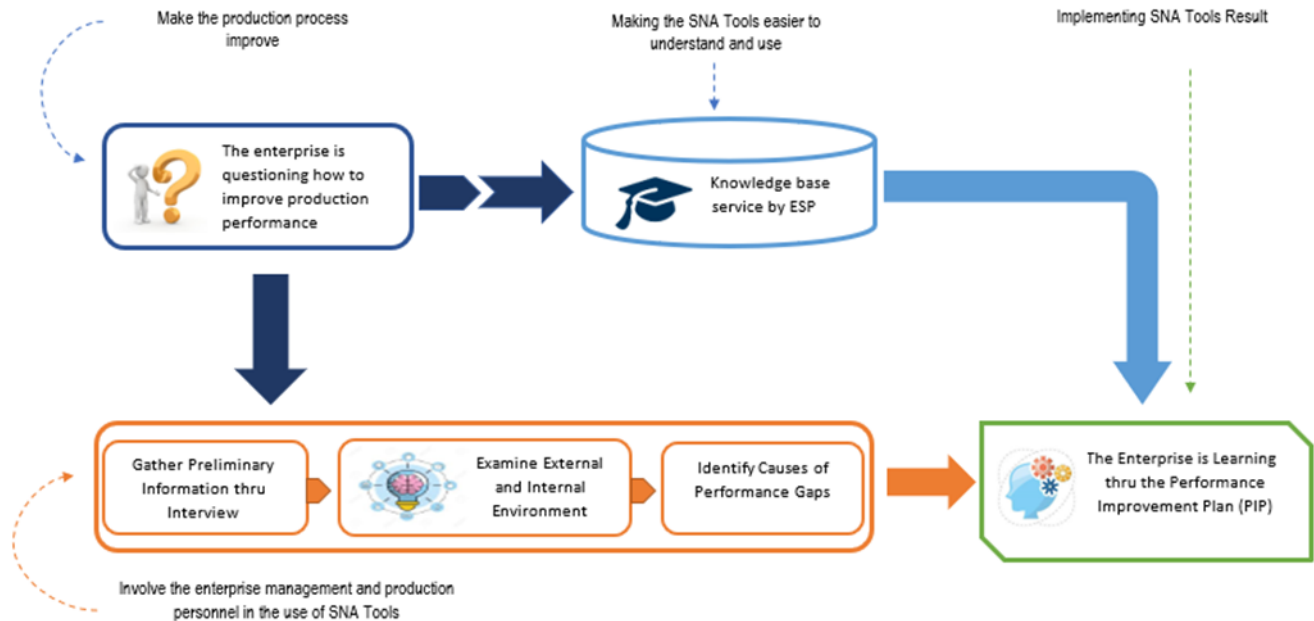 Make the production process
improve
Making the SNA Tools easier to
understand and use
Implementing SNA Tools Result
The enterprise is
questioning how to
improve production
performance
Knowledge base
service by ESP
Gather Preliminary
Information thru
Interview
Examine External
and Internal
Environment
Identify Causes of
Performance Gaps
The Enterprise is Learning
thru the Performance
Improvement Plan (PIP)
Involve the enterprise management and production
personnel in the use of SNA Tools